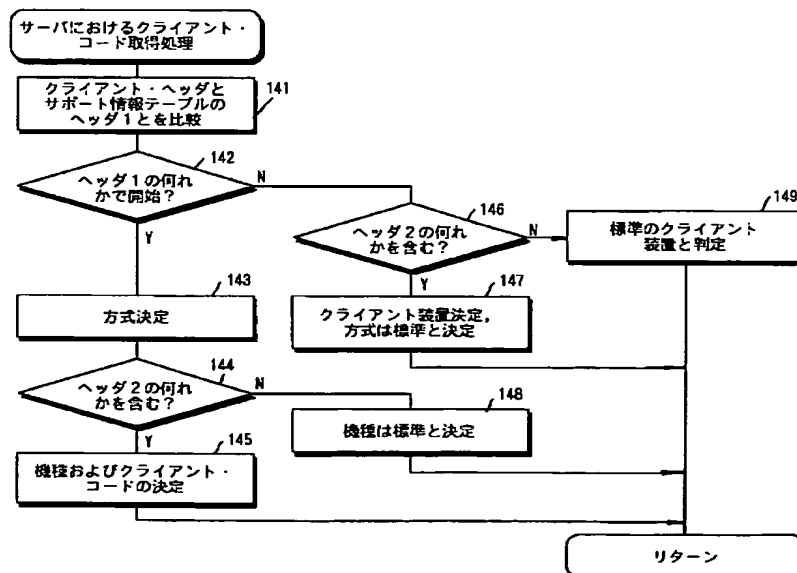 サーバにおけるクライアント・
コード取得処理
141
クライアント・ヘッダと
サポート情報テーブルの
ヘッダ1とを比較
142
ヘッダ1の何れ
かで開始?
N
Y
146
ヘッダ2の何れ
かを含む?
N
Y
149
標準のクライアント
装置と判定
143
方式決定
147
クライアント装置決定,
方式は標準と決定
144
ヘッダ2の何れ
かを含む?
N
Y
148
機種は標準と決定
145
機種およびクライアント・
コードの決定
リターン